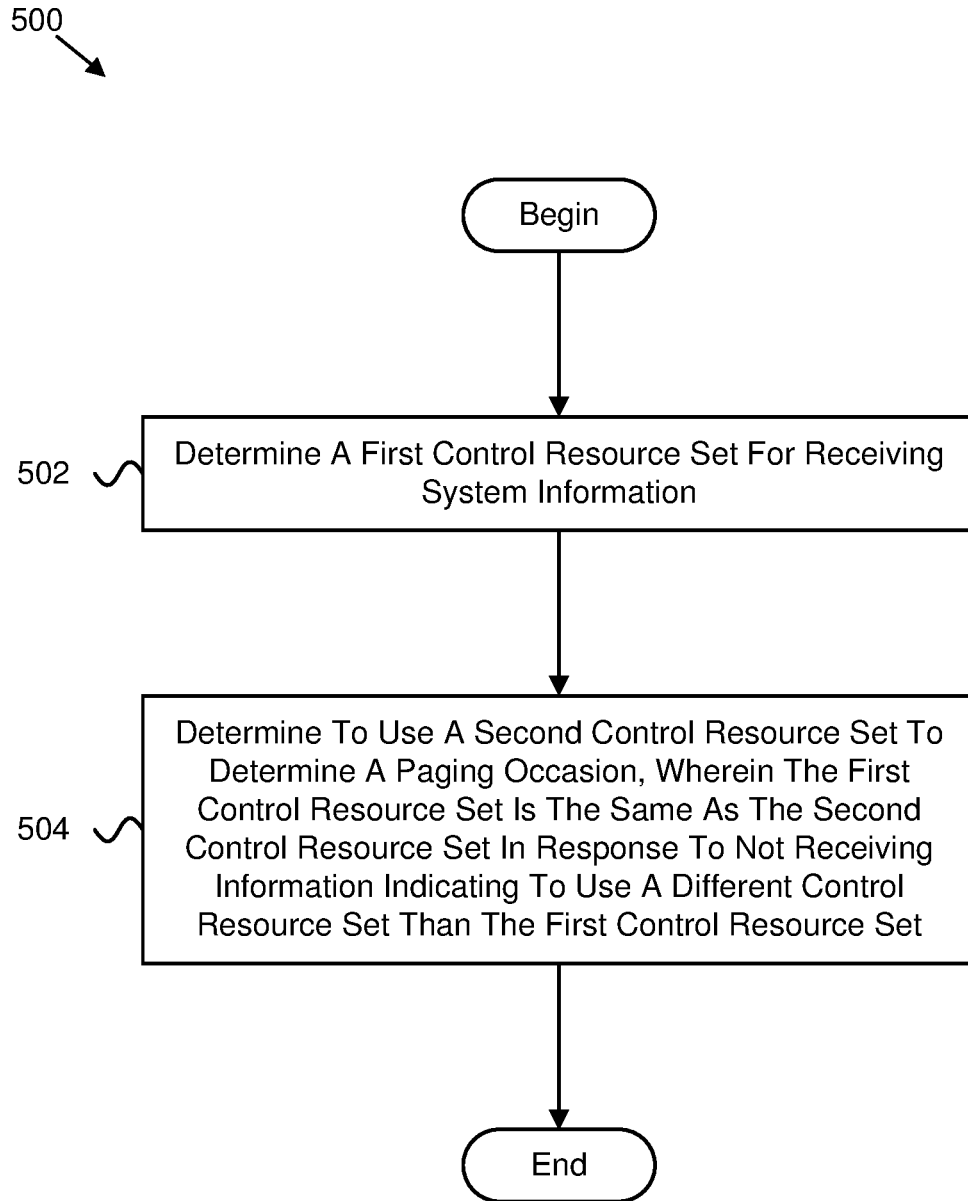 500
Begin
502
Determine A First Control Resource Set For Receiving
System Information
504
Determine To Use A Second Control Resource Set To
Determine A Paging Occasion, Wherein The First
Control Resource Set Is The Same As The Second
Control Resource Set In Response To Not Receiving
Information Indicating To Use A Different Control
Resource Set Than The First Control Resource Set
End